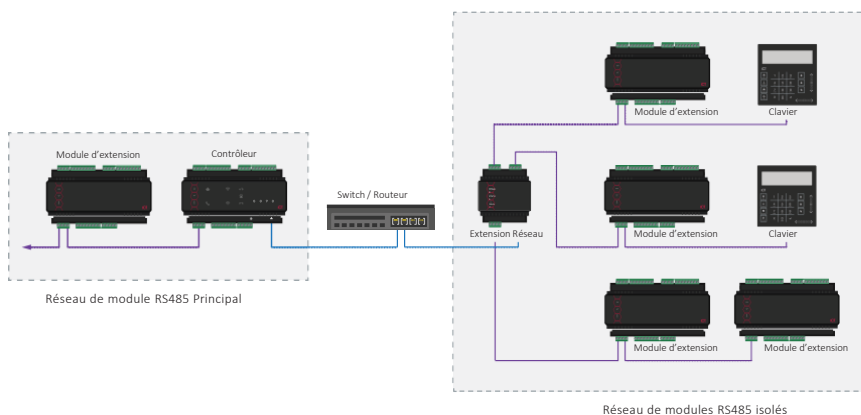 Module d'extension
Clavier
Module d'extension
Contrôleur
Switch / Routeur
Extension Réseau
Module d'extension
Clavier
Réseau de module RS485 Principal
Module d'extension
Module d'extension
Réseau de modules RS485 isolés